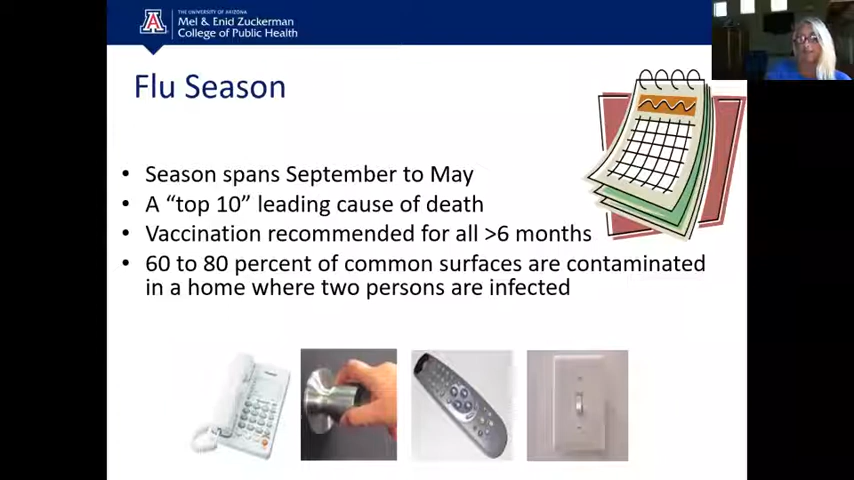 THE UNIVERSITY OF ARIZONA
Mel & Enid Zuckerman
College of Public Health
Flu Season
• Season spans September to May
• A “top 10” leading cause of death
• Vaccination recommended for all >6 months
• 60 to 80 percent of common surfaces are contaminated
in a home where two persons are infected